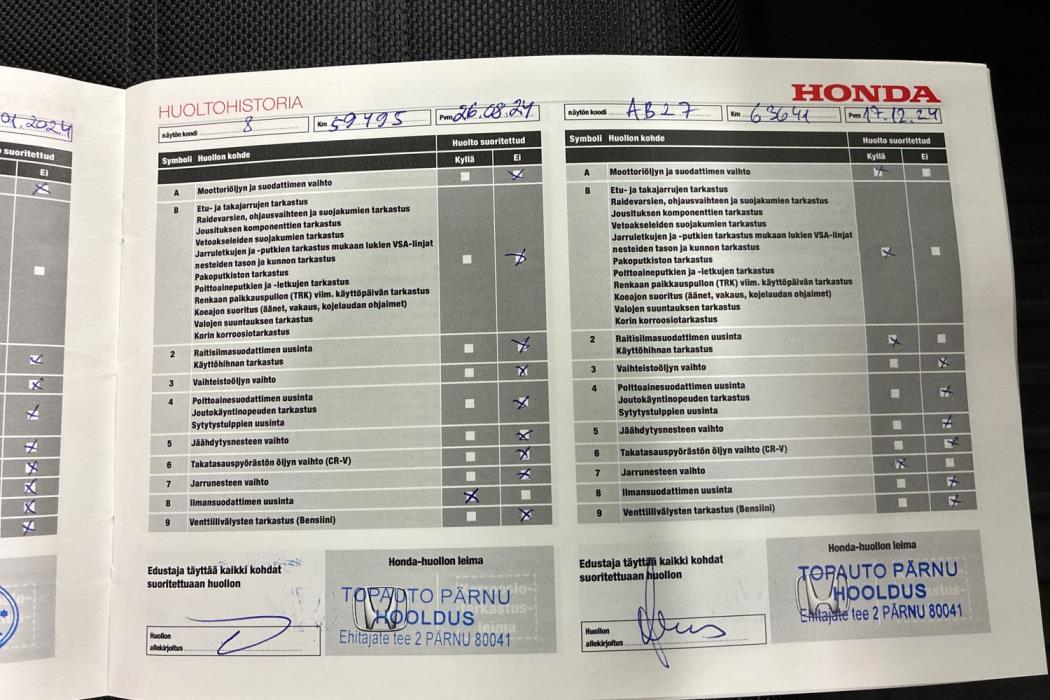 01.2024
suoritettud
Ei
HUOLTOHISTORIA
näytön koodi 8 Km 59795 Pvm 26.08.24
Huolto suoritettud
Symboli Huollon kohde Kyllä Ei
A Moottoriöljyn ja suodattimen vaihto
B Etu- ja takajarrujen tarkastus
Raidevarsien, ohjausvaihteen ja suojakumien tarkastus
Jousituksen komponenttien tarkastus
Vetoakseleiden suojakumien tarkastus
Jarruletkujen ja -putkien tarkastus mukaan lukien VSA-linjat
nesteiden tason ja kunnon tarkastus
Pakoputkiston tarkastus
Polttoaineputkien ja -letkujen tarkastus
Renkaan paikkauspullon (TRK) viim. käyttöpäivän tarkastus
Koeajon suoritus (äänet, vakaus, kojelaudan ohjaimet)
Valojen suuntauksen tarkastus
Korin korroosiotarkastus
2 Raitisilmasuodattimen uusinta
Käyttöhihnan tarkastus
3 Vaihteistoöljyn vaihto
4 Polttoainesuodattimen uusinta
Joutokäyntinopeuden tarkastus
Sytytystulppien uusinta
5 Jäähdytysnesteen vaihto
6 Takatasauspyörästön öljyn vaihto (CR-V)
7 Jarrunesteen vaihto
8 Ilmansuodattimen uusinta
9 Venttiilivälysten tarkastus (Bensiini)
Edustaja täyttää kaikki kohdat
suoritettuaan huollon
Huollon
allekirjoitus
Honda-huollon leima
TOPAUTO PÄRNU
HOOLDUS
Ehitajate tee 2 PÄRNU 80041
HONDA
näytön koodi AB27 Km 63641 Pvm 17.12.24
Huolto suoritettud
Symboli Huollon kohde Kyllä Ei
A Moottoriöljyn ja suodattimen vaihto
B Etu- ja takajarrujen tarkastus
Raidevarsien, ohjausvaihteen ja suojakumien tarkastus
Jousituksen komponenttien tarkastus
Vetoakseleiden suojakumien tarkastus
Jarruletkujen ja -putkien tarkastus mukaan lukien VSA-linjat
nesteiden tason ja kunnon tarkastus
Pakoputkiston tarkastus
Polttoaineputkien ja -letkujen tarkastus
Renkaan paikkauspullon (TRK) viim. käyttöpäivän tarkastus
Koeajon suoritus (äänet, vakaus, kojelaudan ohjaimet)
Valojen suuntauksen tarkastus
Korin korroosiotarkastus
2 Raitisilmasuodattimen uusinta
Käyttöhihnan tarkastus
3 Vaihteistoöljyn vaihto
4 Polttoainesuodattimen uusinta
Joutokäyntinopeuden tarkastus
Sytytystulppien uusinta
5 Jäähdytysnesteen vaihto
6 Takatasauspyörästön öljyn vaihto (CR-V)
7 Jarrunesteen vaihto
8 Ilmansuodattimen uusinta
9 Venttiilivälysten tarkastus (Bensiini)
Edustaja täyttää kaikki kohdat
suoritettuaan huollon
Huollon
allekirjoitus
Honda-huollon leima
TOPAUTO PÄRNU
HOOLDUS
Ehitajate tee 2 PÄRNU 80041